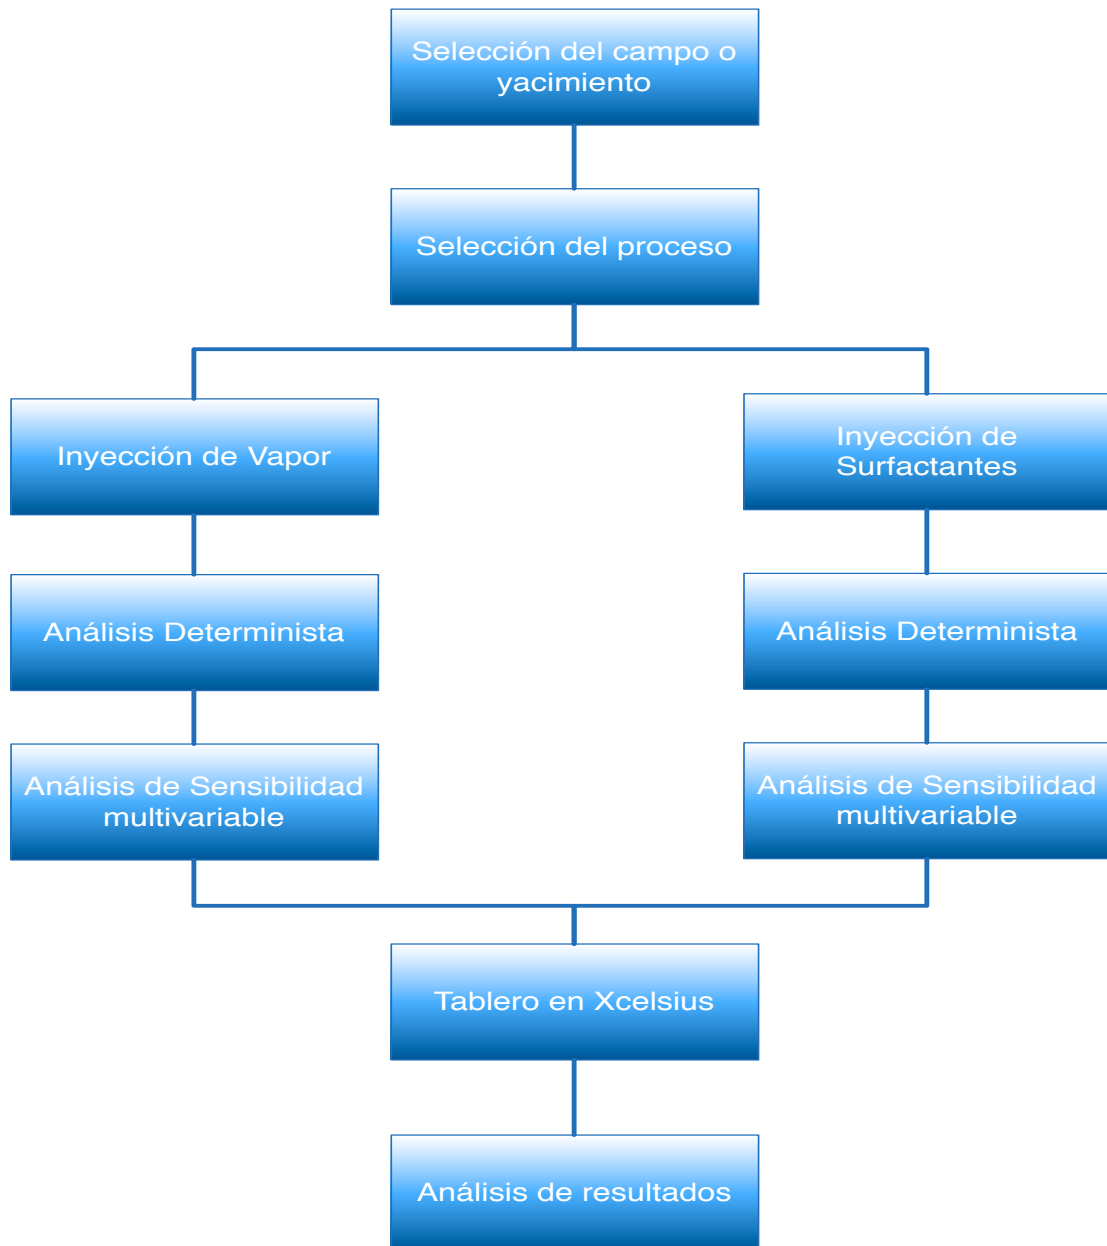 Selección del campo o
yacimiento
Selección del proceso
Inyección de Vapor
Inyección de
Surfactantes
Análisis Determinista
Análisis Determinista
Análisis de Sensibilidad
multivariable
Análisis de Sensibilidad
multivariable
Tablero en Xcelsius
Análisis de resultados